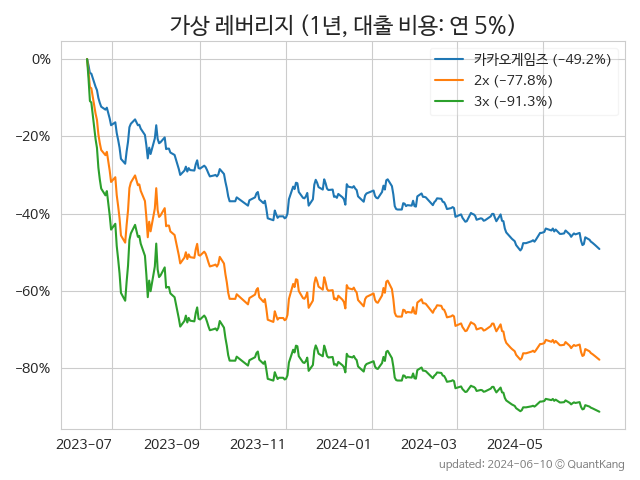 가상 레버리지 (1년, 대출 비용: 연 5%)
카카오게임즈 (−49.2%)
2x (−77.8%)
3x (−91.3%)
0%
−20%
−40%
−60%
−80%
2023-07
2023-09
2023-11
2024-01
2024-03
2024-05
updated: 2024-06-10 © QuantKang